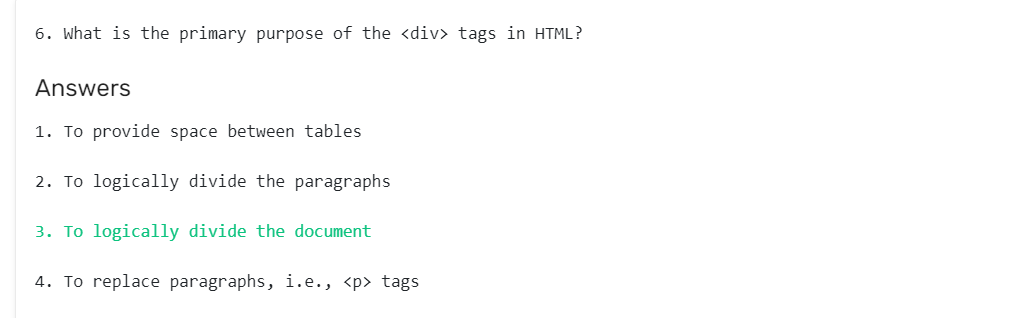 6. What is the primary purpose of the <div> tags in HTML?
Answers
1. To provide space between tables
2. To logically divide the paragraphs
3. To logically divide the document
4. To replace paragraphs, i.e., <p> tags